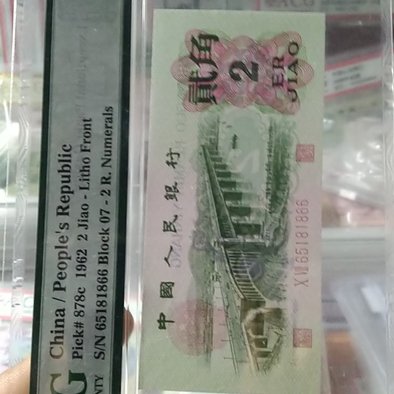 China / People's Republic
Pick# 878c 1962 2 Jiao - Litho Front
S/N 65181866 Block 07 - 2 R. Numerals
中國人民銀行
貳角
2
ER JIAO
65181866